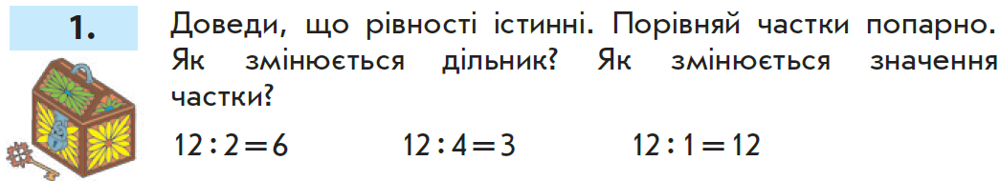 1. Доведи, що рівності істинні. Порівняй частки попарно.
Як змінюється дільник? Як змінюється значення
частки?
12:2=6 12:4=3 12:1=12